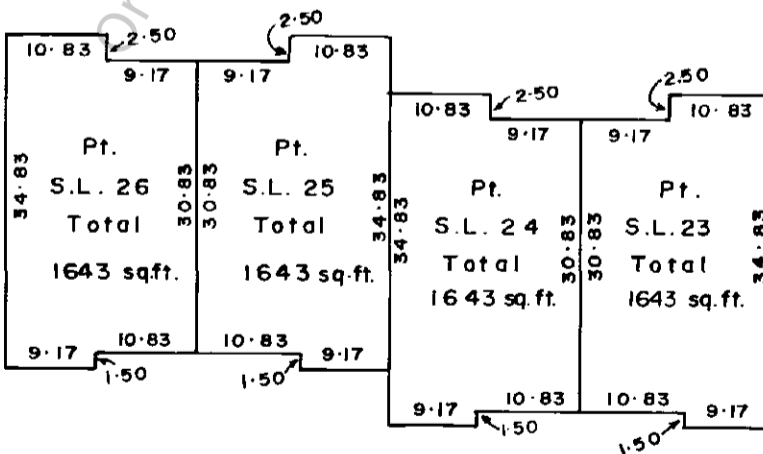 or
2.50 2.50
10.83 10.83
9.17 9.17
2.50 2.50
10.83 10.83
9.17 9.17
Pt.
S.L. 26
Total
1643 sq.ft.
34.83
30.83
Pt.
S.L. 25
Total
1643 sq.ft.
30.83
34.83
Pt.
S.L. 24
Total
1643 sq.ft.
34.83
30.83
Pt.
S.L. 23
Total
1643 sq.ft.
30.83
34.83
10.83 10.83
9.17 9.17
1.50 1.50
10.83 10.83
9.17 9.17
1.50 1.50